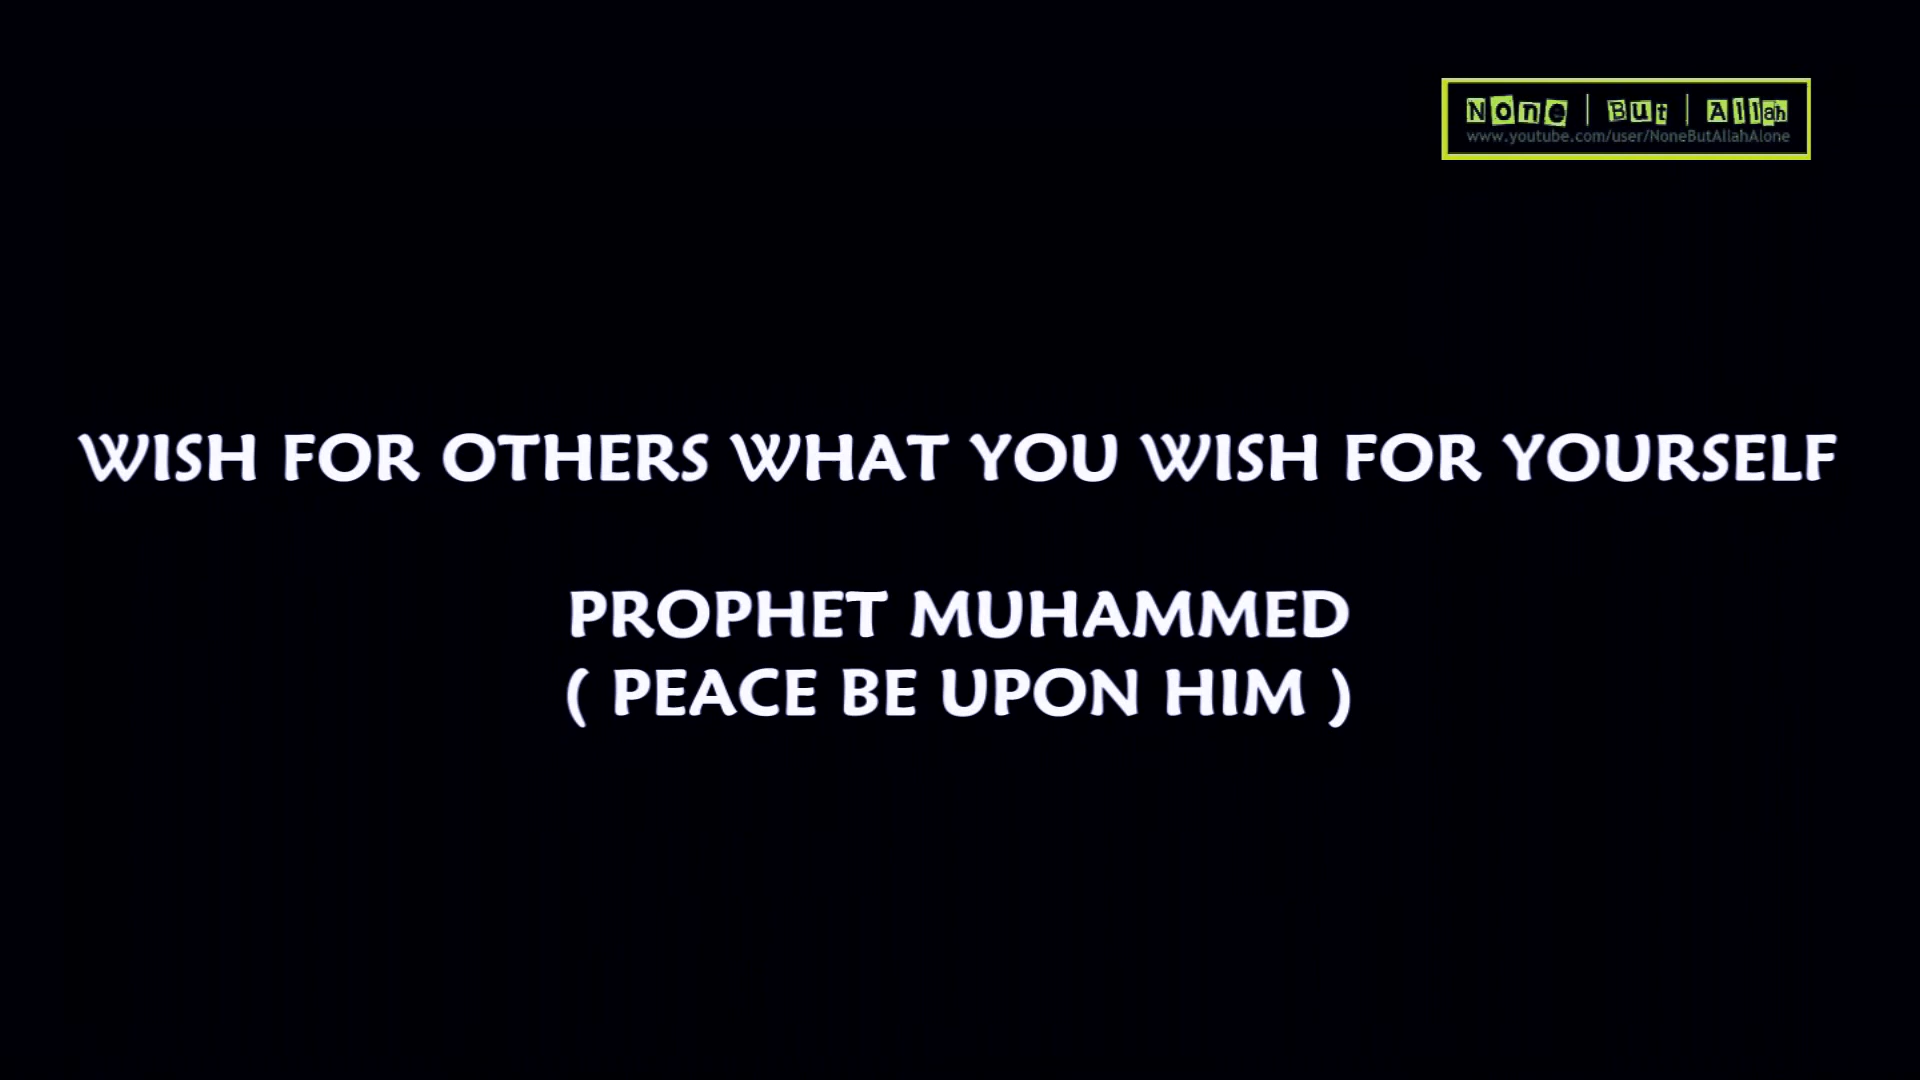 None | But | Allah
www.youtube.com/user/NoneButAllahAlone
WISH FOR OTHERS WHAT YOU WISH FOR YOURSELF
PROPHET MUHAMMED
( PEACE BE UPON HIM )